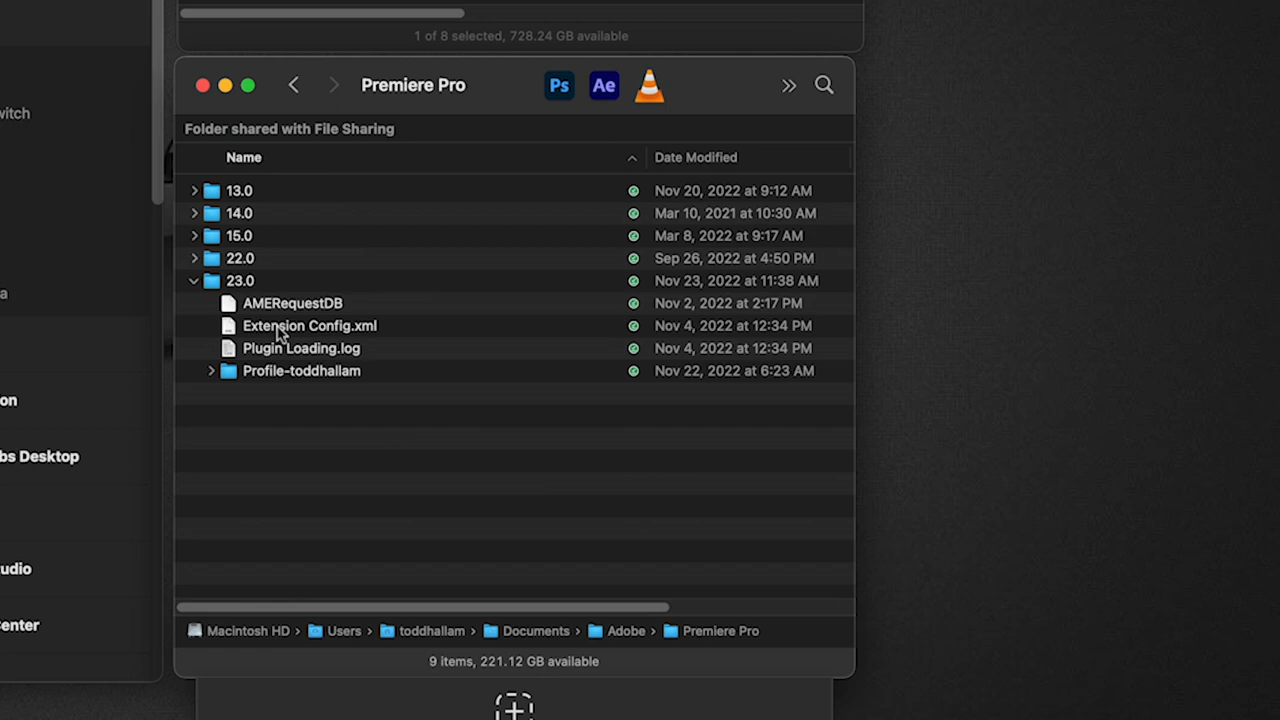 1 of 8 selected, 728.24 GB available
Premiere Pro
Ps
Ae
Folder shared with File Sharing
Name
Date Modified
13.0
Nov 20, 2022 at 9:12 AM
14.0
Mar 10, 2021 at 10:30 AM
15.0
Mar 8, 2022 at 9:17 AM
22.0
Sep 26, 2022 at 4:50 PM
23.0
Nov 23, 2022 at 11:38 AM
AMERequestDB
Nov 2, 2022 at 2:17 PM
Extension Config.xml
Nov 4, 2022 at 12:34 PM
Plugin Loading.log
Nov 4, 2022 at 12:34 PM
Profile-toddhallam
Nov 22, 2022 at 6:23 AM
Macintosh HD › Users › toddhallam › Documents › Adobe › Premiere Pro
9 items, 221.12 GB available
witch
a
on
bs Desktop
udio
enter